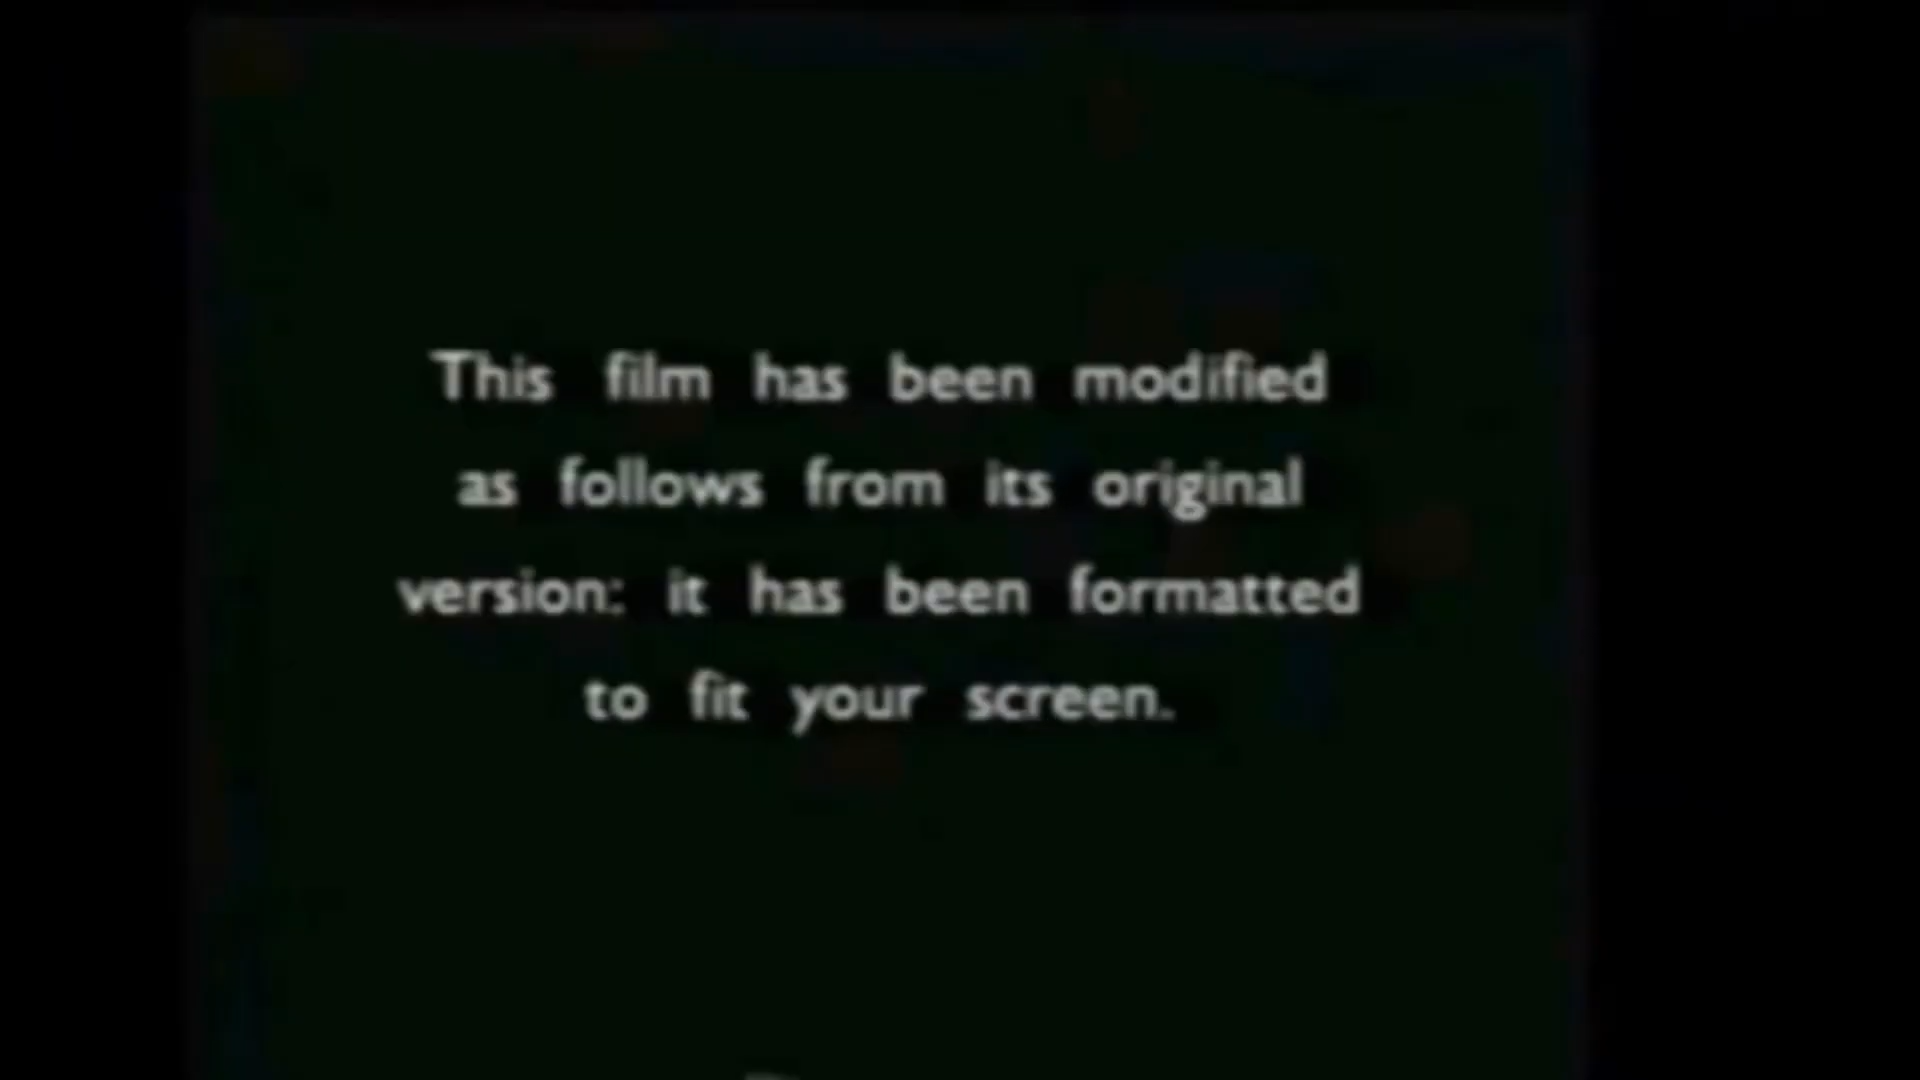 This film has been modified
as follows from its original
version: it has been formatted
to fit your screen.